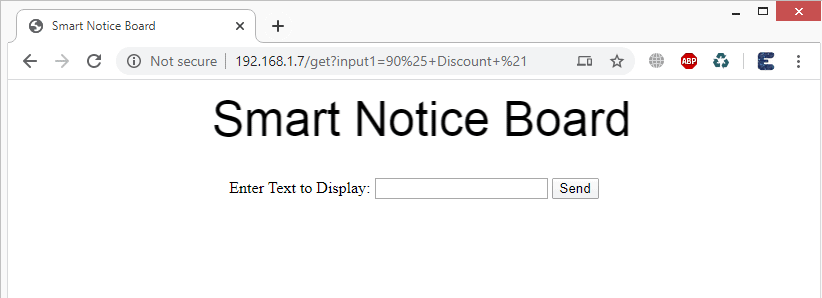 Smart Notice Board
Not secure | 192.168.1.7/get?input1=90%25+Discount+%21
ABP
Smart Notice Board
Enter Text to Display: Send